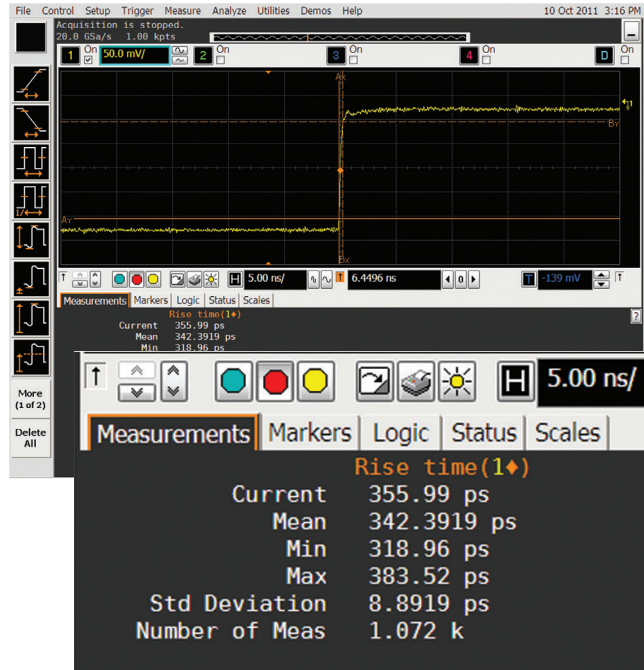 File Control Setup Trigger Measure Analyze Utilities Demos Help 10 Oct 2011 3:16 PM
Acquisition is stopped.
20.0 GSa/s 1.00 kpts
1 On 50.0 mV/ 2 On 3 On 4 On D On
Ax
1
By
Ay
Bx
1/
H 5.00 ns/ 6.4496 ns 0 T -139 mV
Measurements Markers Logic Status Scales
?
Rise time(1♦)
Current 355.99 ps
Mean 342.3919 ps
Min 318.96 ps
More
(1 of 2)
Delete
All
H 5.00 ns/
Measurements Markers Logic Status Scales
Rise time(1♦)
Current 355.99 ps
Mean 342.3919 ps
Min 318.96 ps
Max 383.52 ps
Std Deviation 8.8919 ps
Number of Meas 1.072 k